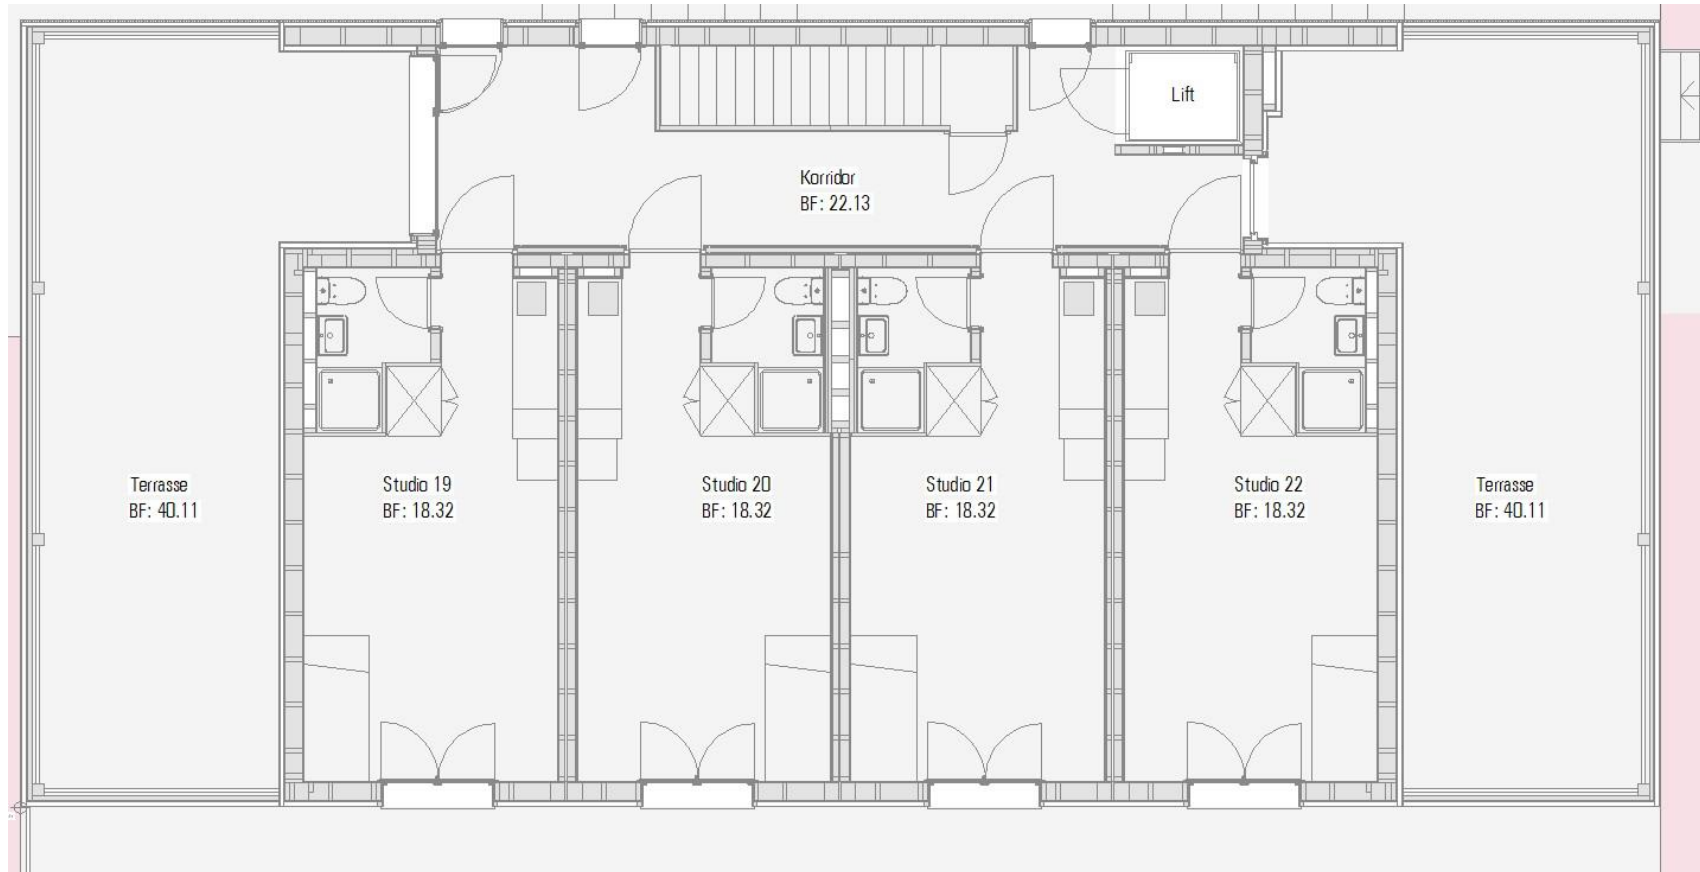 Lift
Korridor
BF: 22.13
Terrasse
BF: 40.11
Studio 19
BF: 18.32
Studio 20
BF: 18.32
Studio 21
BF: 18.32
Studio 22
BF: 18.32
Terrasse
BF: 40.11